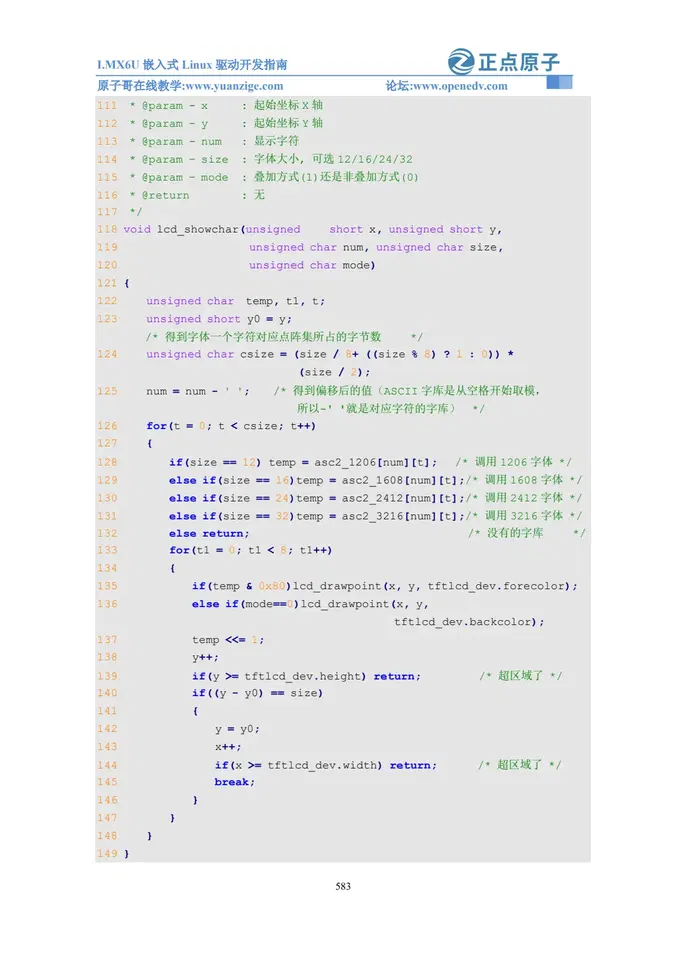 I.MX6U 嵌入式 Linux 驱动开发指南
正点原子
原子哥在线教学:www.yuanzige.com 论坛:www.openedv.com
111 * @param - x : 起始坐标 X 轴
112 * @param - y : 起始坐标 Y 轴
113 * @param - num : 显示字符
114 * @param - size : 字体大小, 可选 12/16/24/32
115 * @param - mode : 叠加方式(1)还是非叠加方式(0)
116 * @return : 无
117 */
118 void lcd_showchar(unsigned short x, unsigned short y,
119 unsigned char num, unsigned char size,
120 unsigned char mode)
121 {
122 unsigned char temp, t1, t;
123 unsigned short y0 = y;
/* 得到字体一个字符对应点阵集所占的字节数 */
124 unsigned char csize = (size / 8+ ((size % 8) ? 1 : 0)) *
(size / 2);
125 num = num - ' '; /* 得到偏移后的值（ASCII 字库是从空格开始取模，
所以-' '就是对应字符的字库） */
126 for(t = 0; t < csize; t++)
127 {
128 if(size == 12) temp = asc2_1206[num][t]; /* 调用 1206 字体 */
129 else if(size == 16)temp = asc2_1608[num][t];/* 调用 1608 字体 */
130 else if(size == 24)temp = asc2_2412[num][t];/* 调用 2412 字体 */
131 else if(size == 32)temp = asc2_3216[num][t];/* 调用 3216 字体 */
132 else return; /* 没有的字库 */
133 for(t1 = 0; t1 < 8; t1++)
134 {
135 if(temp & 0x80)lcd_drawpoint(x, y, tftlcd_dev.forecolor);
136 else if(mode==0)lcd_drawpoint(x, y,
tftlcd_dev.backcolor);
137 temp <<= 1;
138 y++;
139 if(y >= tftlcd_dev.height) return; /* 超区域了 */
140 if((y - y0) == size)
141 {
142 y = y0;
143 x++;
144 if(x >= tftlcd_dev.width) return; /* 超区域了 */
145 break;
146 }
147 }
148 }
149 }
583